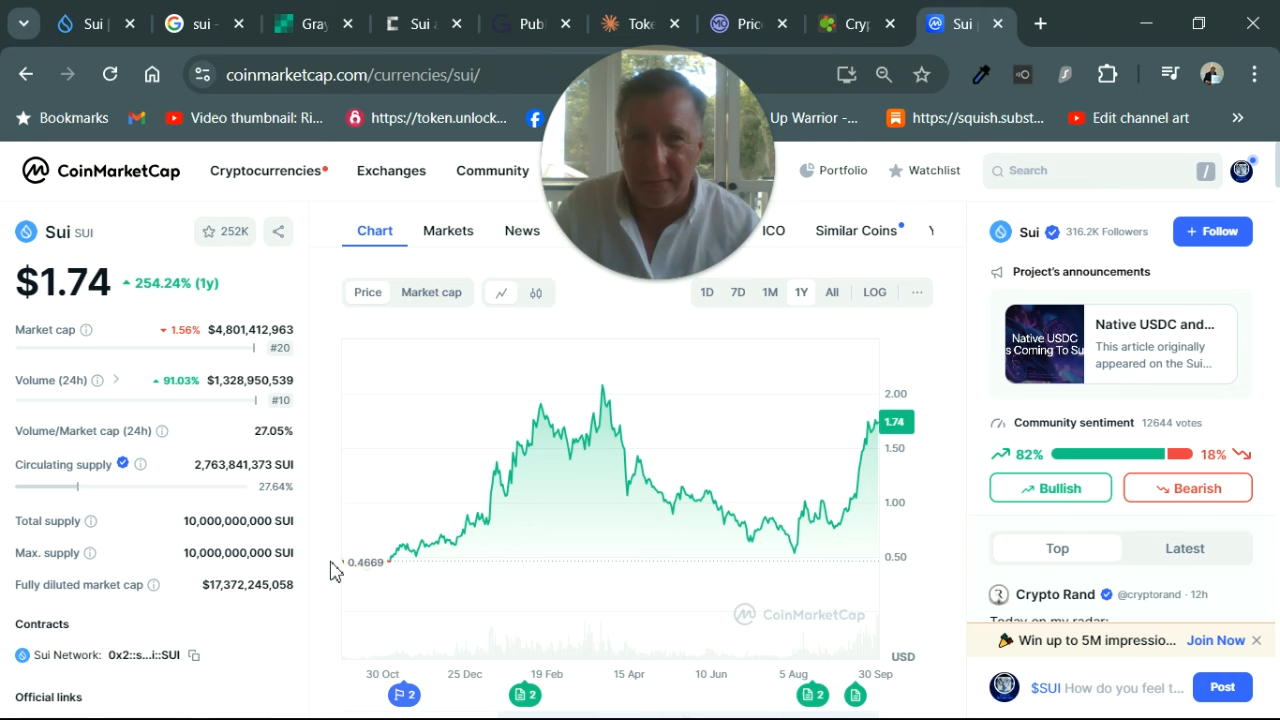 Sui |
sui -
Gray
Sui a
Pub
Toke
Price
Cryp
Sui
coinmarketcap.com/currencies/sui/
Bookmarks
Video thumbnail: Ri...
https://token.unlock...
Up Warrior -...
https://squish.subst...
Edit channel art
CoinMarketCap
Cryptocurrencies
Exchanges
Community
Portfolio
Watchlist
Search
/
Sui SUI
252K
$1.74
254.24% (1y)
Market cap
1.56% $4,801,412,963
#20
Volume (24h)
91.03% $1,328,950,539
#10
Volume/Market cap (24h)
27.05%
Circulating supply
2,763,841,373 SUI
27.64%
Total supply
10,000,000,000 SUI
Max. supply
10,000,000,000 SUI
Fully diluted market cap
$17,372,245,058
Contracts
Sui Network: 0x2::s...i::SUI
Official links
Chart
Markets
News
ICO
Similar Coins
Price
Market cap
1D
7D
1M
1Y
All
LOG
...
2.00
1.74
1.50
1.00
0.50
0.4669
CoinMarketCap
USD
30 Oct
25 Dec
19 Feb
15 Apr
10 Jun
5 Aug
30 Sep
2
2
2
Sui
316.2K Followers
+ Follow
Project's announcements
Native USDC
s Coming To Su
Native USDC and...
This article originally
appeared on the Sui...
Community sentiment
12644 votes
82%
18%
Bullish
Bearish
Top
Latest
Crypto Rand
@cryptorand · 12h
Today on my radar:
Win up to 5M impressio...
Join Now
$SUI How do you feel t...
Post